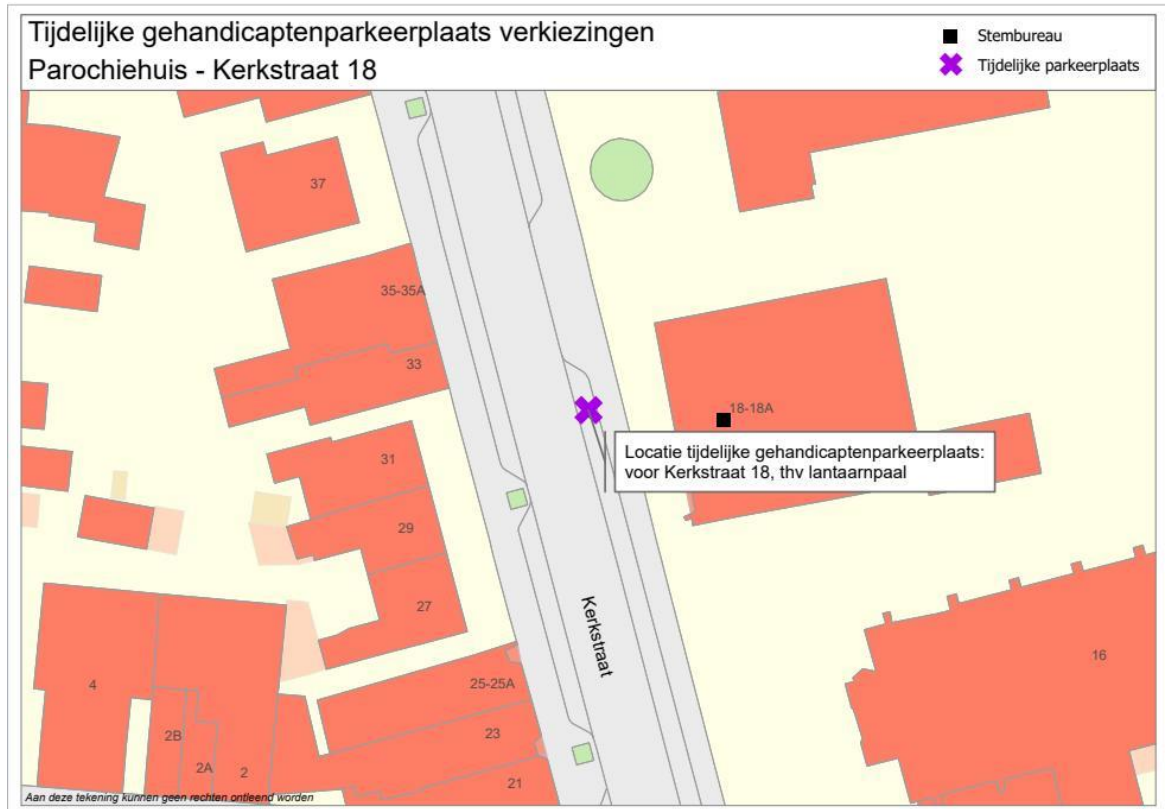 Tijdelijke gehandicaptenparkeerplaats verkiezingen
Parochiehuis - Kerkstraat 18
Stembureau
Tijdelijke parkeerplaats
37
35-35A
33
18-18A
Locatie tijdelijke gehandicaptenparkeerplaats:
voor Kerkstraat 18, thv lantaarnpaal
31
29
27
Kerkstraat
25-25A
16
4
23
2B
2A
2
21
Aan deze tekening kunnen geen rechten ontleend worden